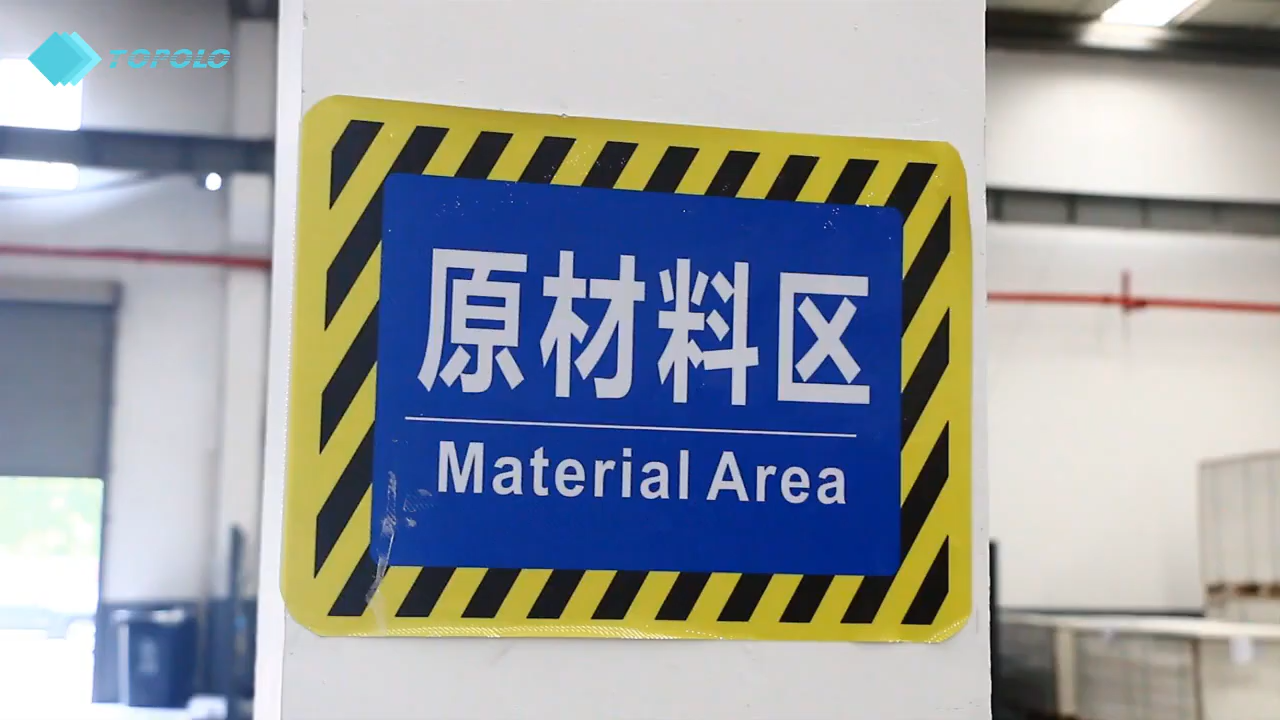 TOPOLO
原材料区
Material Area